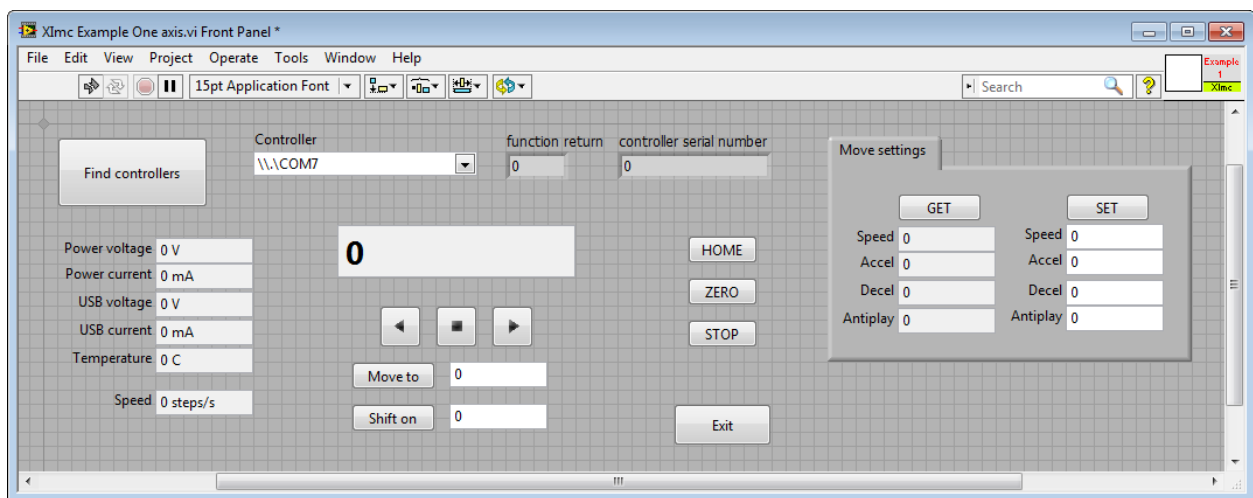 XImc Example One axis.vi Front Panel *
File Edit View Project Operate Tools Window Help
15pt Application Font
Search
?
Example
1
XImc
Find controllers
Controller
\\.\COM7
function return
0
controller serial number
0
Move settings
GET
SET
Speed 0
Speed 0
Accel 0
Accel 0
Decel 0
Decel 0
Antiplay 0
Antiplay 0
Power voltage 0 V
Power current 0 mA
USB voltage 0 V
USB current 0 mA
Temperature 0 C
Speed 0 steps/s
0
Move to 0
Shift on 0
HOME
ZERO
STOP
Exit